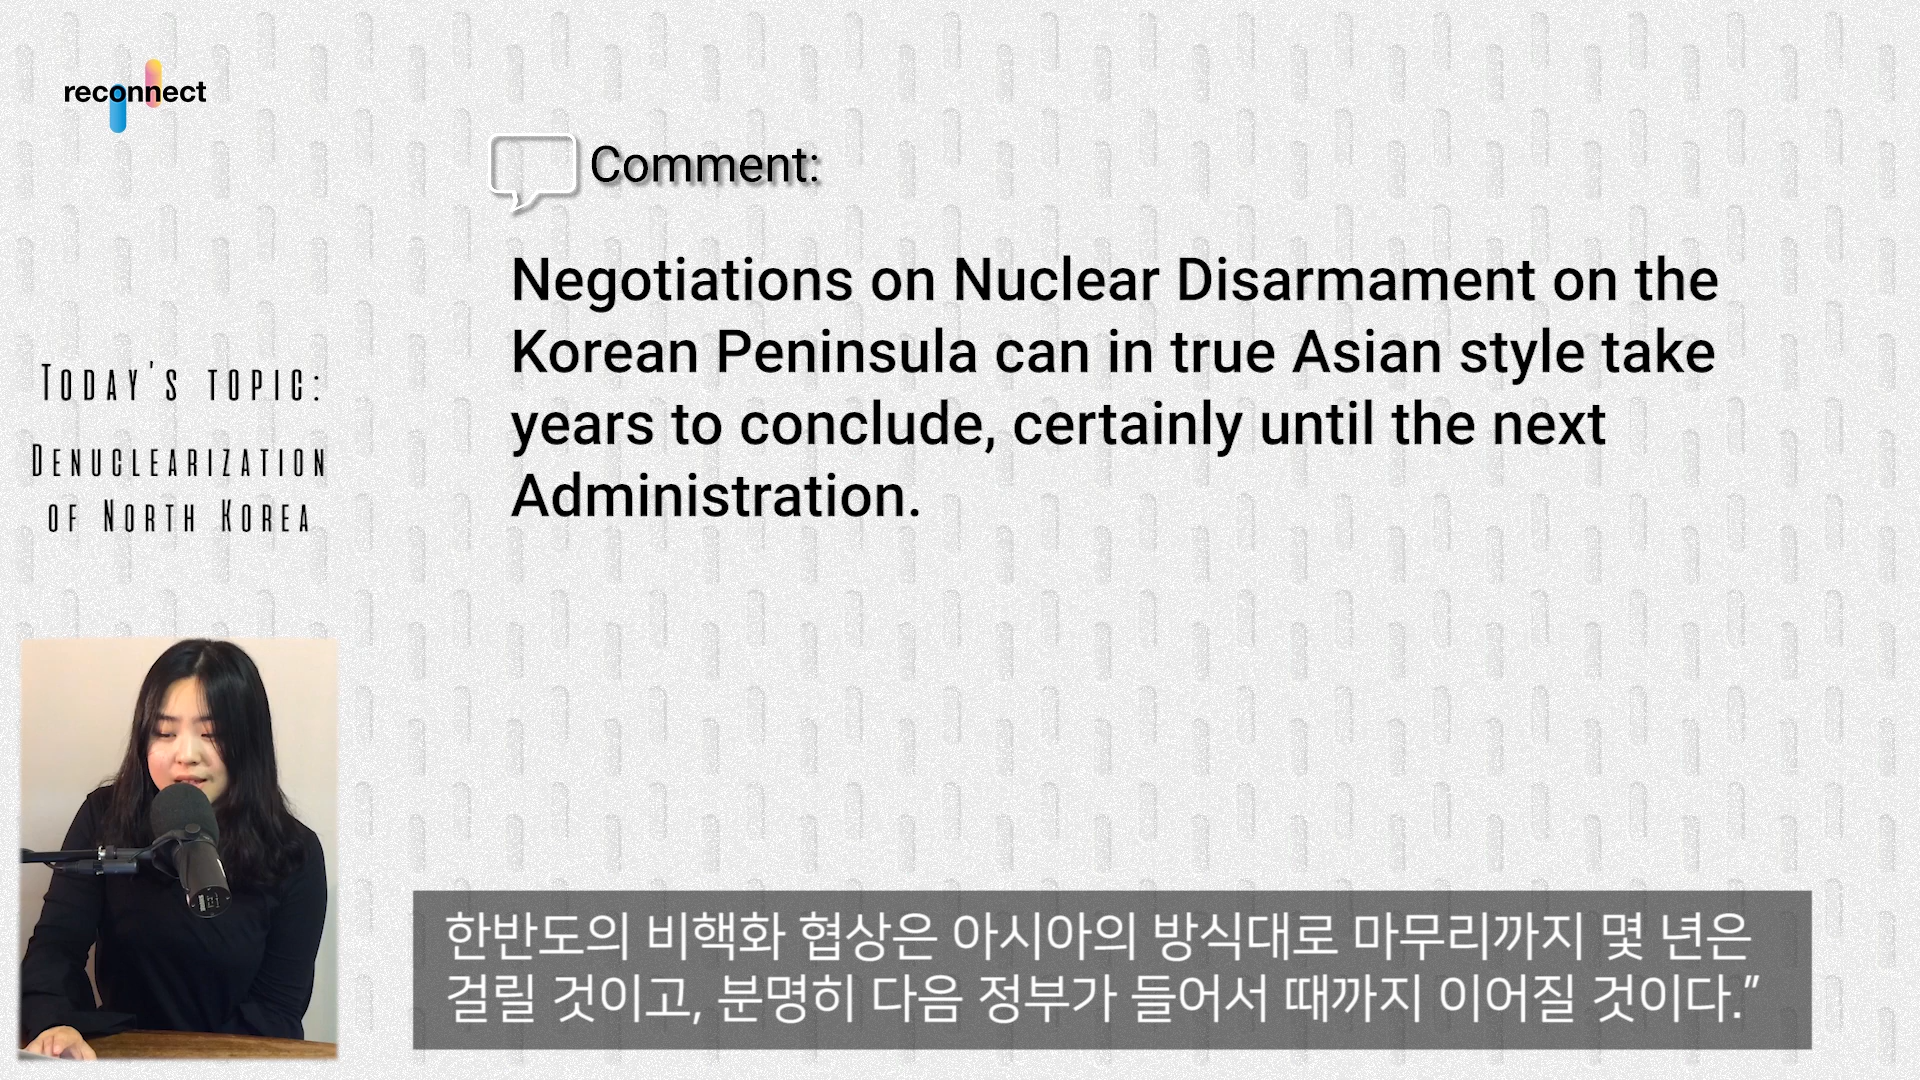 reconnect
Comment:
Negotiations on Nuclear Disarmament on the
Korean Peninsula can in true Asian style take
years to conclude, certainly until the next
Administration.
TODAY'S TOPIC:
DENUCLEARIZATION
OF NORTH KOREA
한반도의 비핵화 협상은 아시아의 방식대로 마무리까지 몇 년은
걸릴 것이고, 분명히 다음 정부가 들어서 때까지 이어질 것이다.”